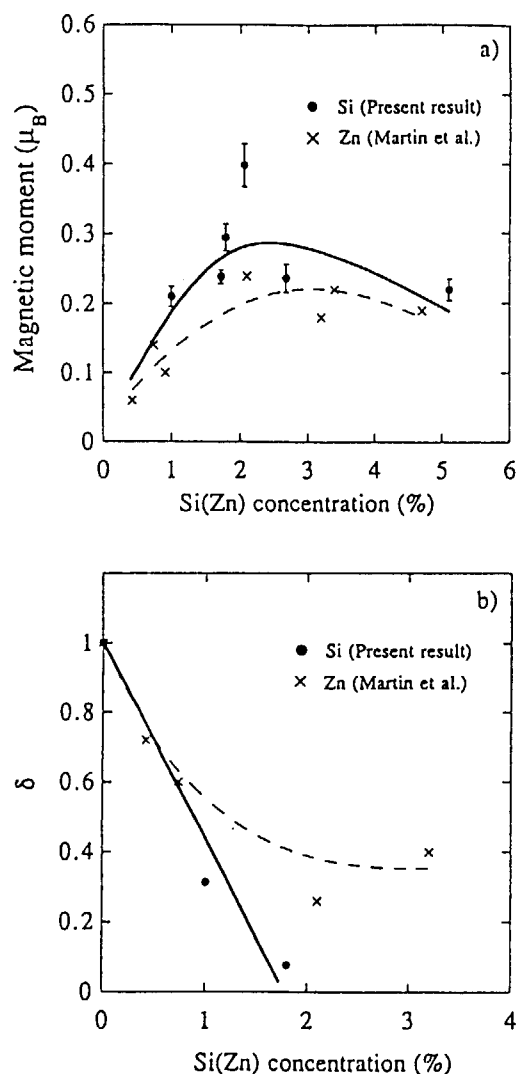 a)
0.6
0.5
0.4
0.3
0.2
0.1
0
Magnetic moment (μB)
● Si (Present result)
× Zn (Martin et al.)
0 1 2 3 4 5 6
Si(Zn) concentration (%)
b)
1
0.8
0.6
0.4
0.2
0
δ
● Si (Present result)
× Zn (Martin et al.)
0 1 2 3 4
Si(Zn) concentration (%)